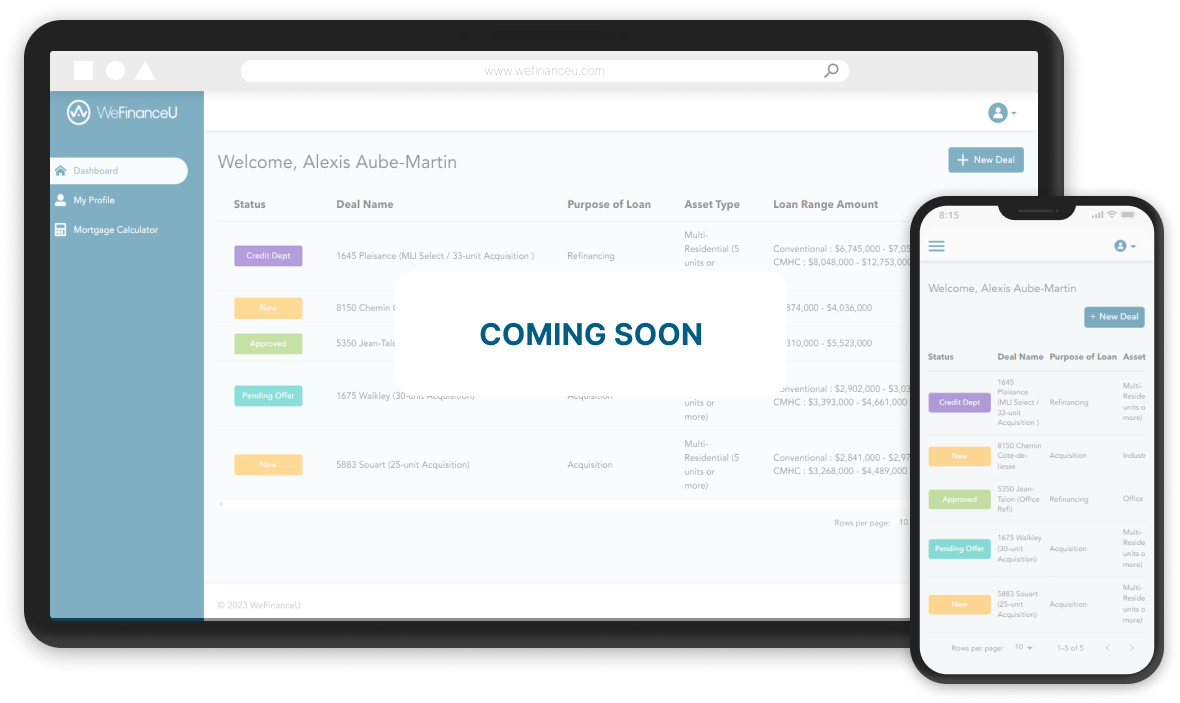 www.wefinanceu.com
WeFinanceU
Dashboard
My Profile
Mortgage Calculator
Welcome, Alexis Aube-Martin
New Deal
Status Deal Name Purpose of Loan Asset Type Loan Range Amount
Credit Dept
1645 Plaisance (MLI Select / 33-unit Acquisition )
Refinancing
Multi-
Residential (5
units or
Conventional : $6,745,000 -
CMHC : $8,048,000 - $12,753,000
New
8150 Chemin
874,000 - $4,036,000
Approved
5350 Jean-Talo
310,000 - $5,523,000
Pending Offer
1675 Walkley (30-unit Acquisition)
Acquisition
units or
more)
Conventional : $2,902,000 -
CMHC : $3,393,000 - $4,661,000
New
5883 Souart (25-unit Acquisition)
Acquisition
Multi-
Residential (5
units or
more)
Conventional : $2,841,000 -
CMHC : $3,268,000 - $4,489,000
Rows per page: 10
© 2023 WeFinanceU
COMING SOON
8:15
Welcome, Alexis Aube-Martin
+ New Deal
Status Deal Name Purpose of Loan Asset
Credit Dept
1645
Plaisance
(MLI Select /
33-unit
Acquisition )
Refinancing
Multi-
Reside
units o
more)
New
8150 Chemin
Cote-de-
liesse
Acquisition
Industr
Approved
5350 Jean-
Talon (Office
Refi)
Refinancing
Office
Pending Offer
1675 Walkley
(30-unit
Acquisition)
Acquisition
Multi-
Reside
units o
more)
New
5883 Souart
(25-unit
Acquisition)
Acquisition
Multi-
Reside
units o
more)
Rows per page: 10 1–5 of 5